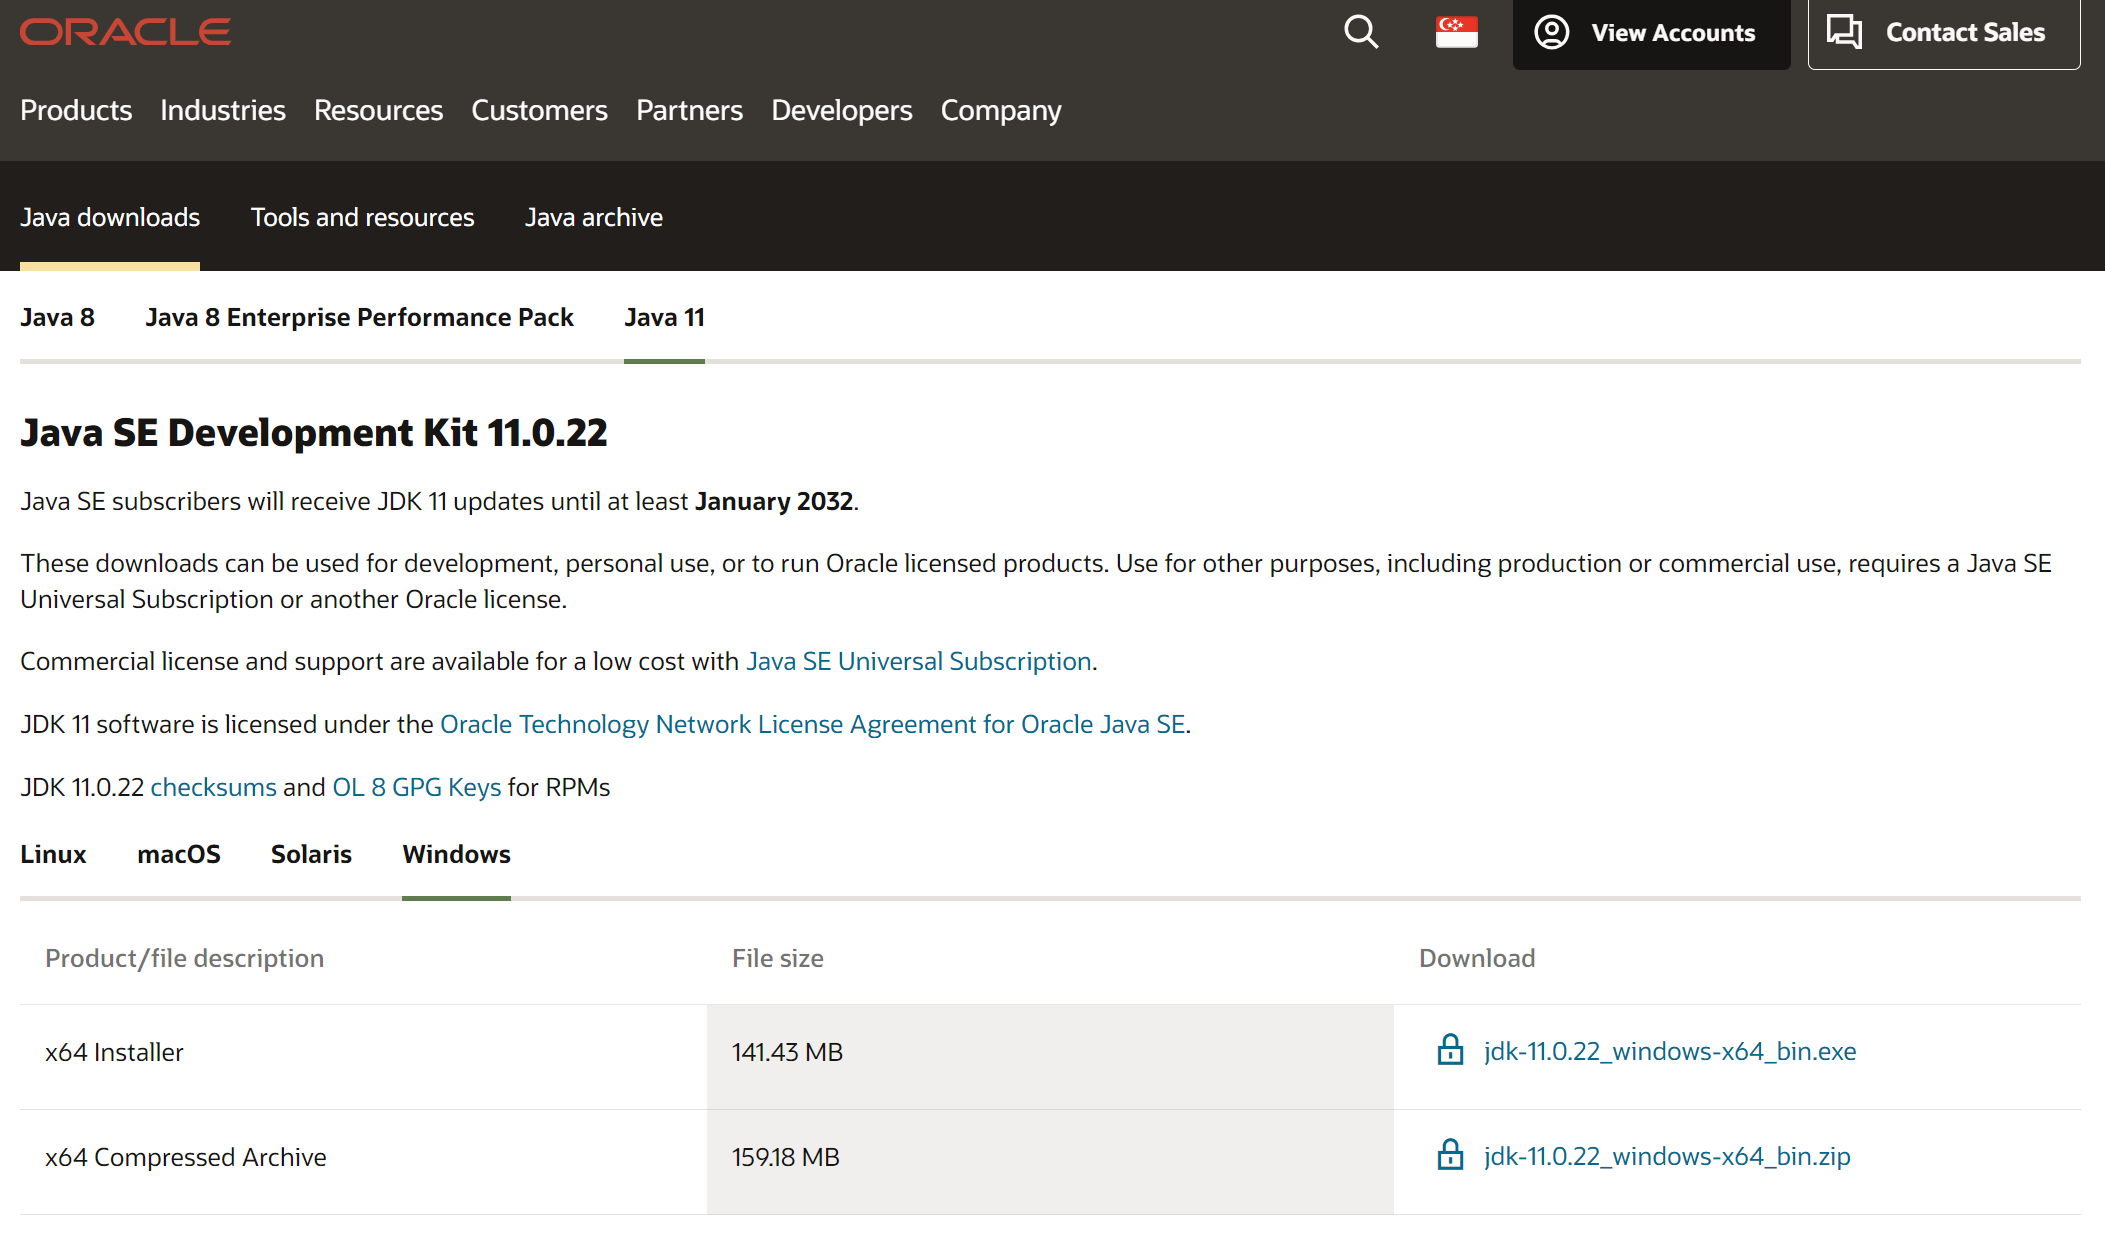 ORACLE
View Accounts
Contact Sales
Products Industries Resources Customers Partners Developers Company
Java downloads Tools and resources Java archive
Java 8 Java 8 Enterprise Performance Pack Java 11
Java SE Development Kit 11.0.22
Java SE subscribers will receive JDK 11 updates until at least January 2032.
These downloads can be used for development, personal use, or to run Oracle licensed products. Use for other purposes, including production or commercial use, requires a Java SE
Universal Subscription or another Oracle license.
Commercial license and support are available for a low cost with Java SE Universal Subscription.
JDK 11 software is licensed under the Oracle Technology Network License Agreement for Oracle Java SE.
JDK 11.0.22 checksums and OL 8 GPG Keys for RPMs
Linux macOS Solaris Windows
Product/file description File size Download
x64 Installer 141.43 MB jdk-11.0.22_windows-x64_bin.exe
x64 Compressed Archive 159.18 MB jdk-11.0.22_windows-x64_bin.zip